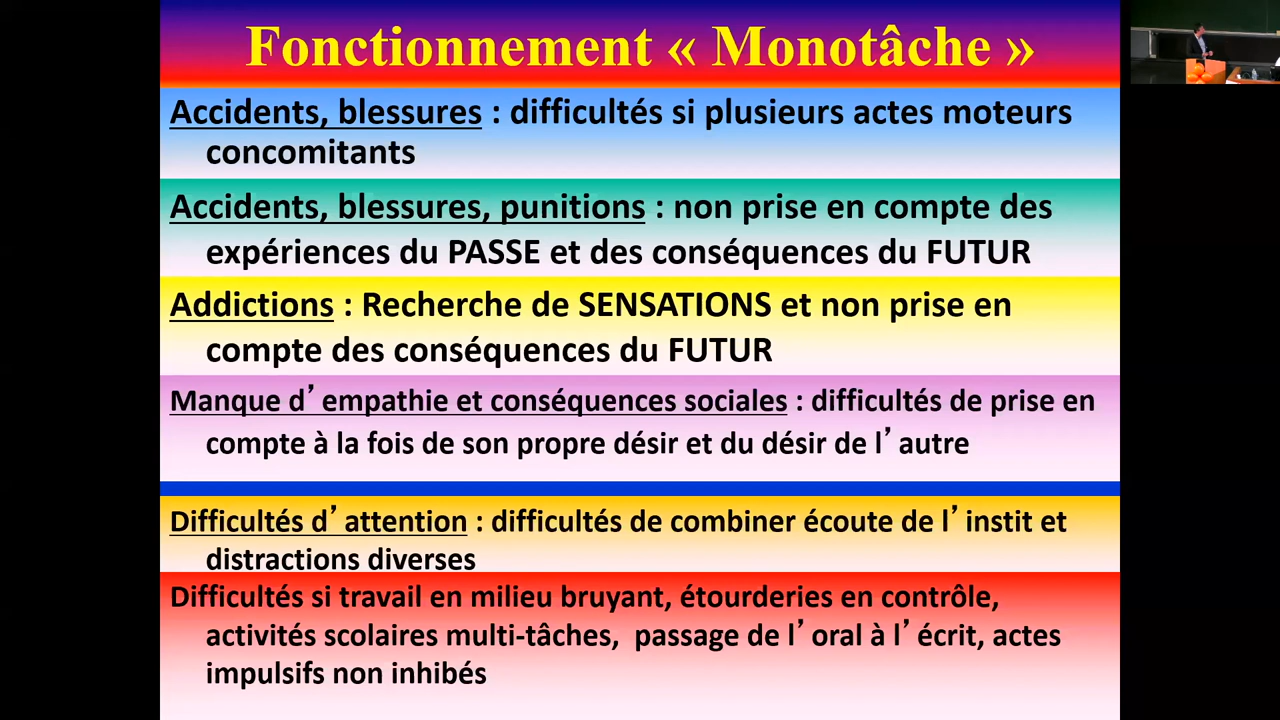 Fonctionnement « Monotâche »
Accidents, blessures : difficultés si plusieurs actes moteurs
concomitants
Accidents, blessures, punitions : non prise en compte des
expériences du PASSE et des conséquences du FUTUR
Addictions : Recherche de SENSATIONS et non prise en
compte des conséquences du FUTUR
Manque d’ empathie et conséquences sociales : difficultés de prise en
compte à la fois de son propre désir et du désir de l’ autre
Difficultés d’ attention : difficultés de combiner écoute de l’ instit et
distractions diverses
Difficultés si travail en milieu bruyant, étourderies en contrôle,
activités scolaires multi-tâches, passage de l’ oral à l’ écrit, actes
impulsifs non inhibés